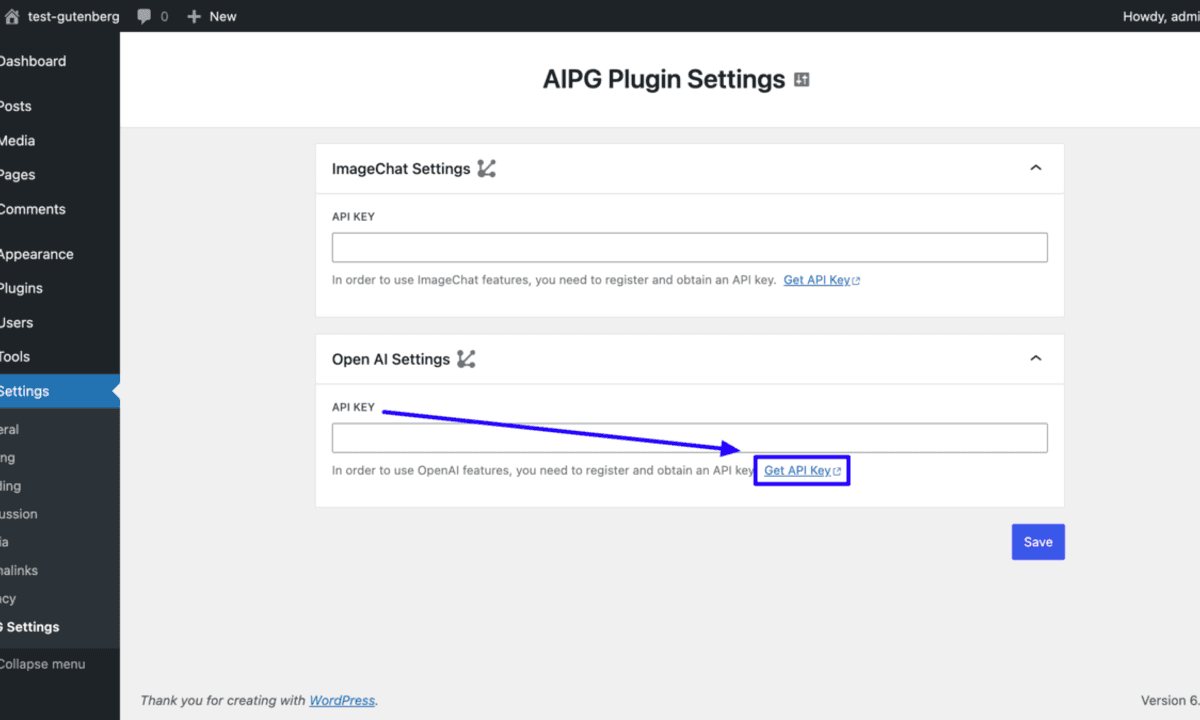 test-gutenberg 0 + New
Howdy, admi
Dashboard
Posts
Media
Pages
Comments
Appearance
Plugins
Users
Tools
Settings
eral
ng
ding
ussion
ia
nalinks
cy
G Settings
Collapse menu
AIPG Plugin Settings
ImageChat Settings
API KEY
In order to use ImageChat features, you need to register and obtain an API key. Get API Key
Open AI Settings
API KEY
In order to use OpenAI features, you need to register and obtain an API key Get API Key
Save
Thank you for creating with WordPress.
Version 6.